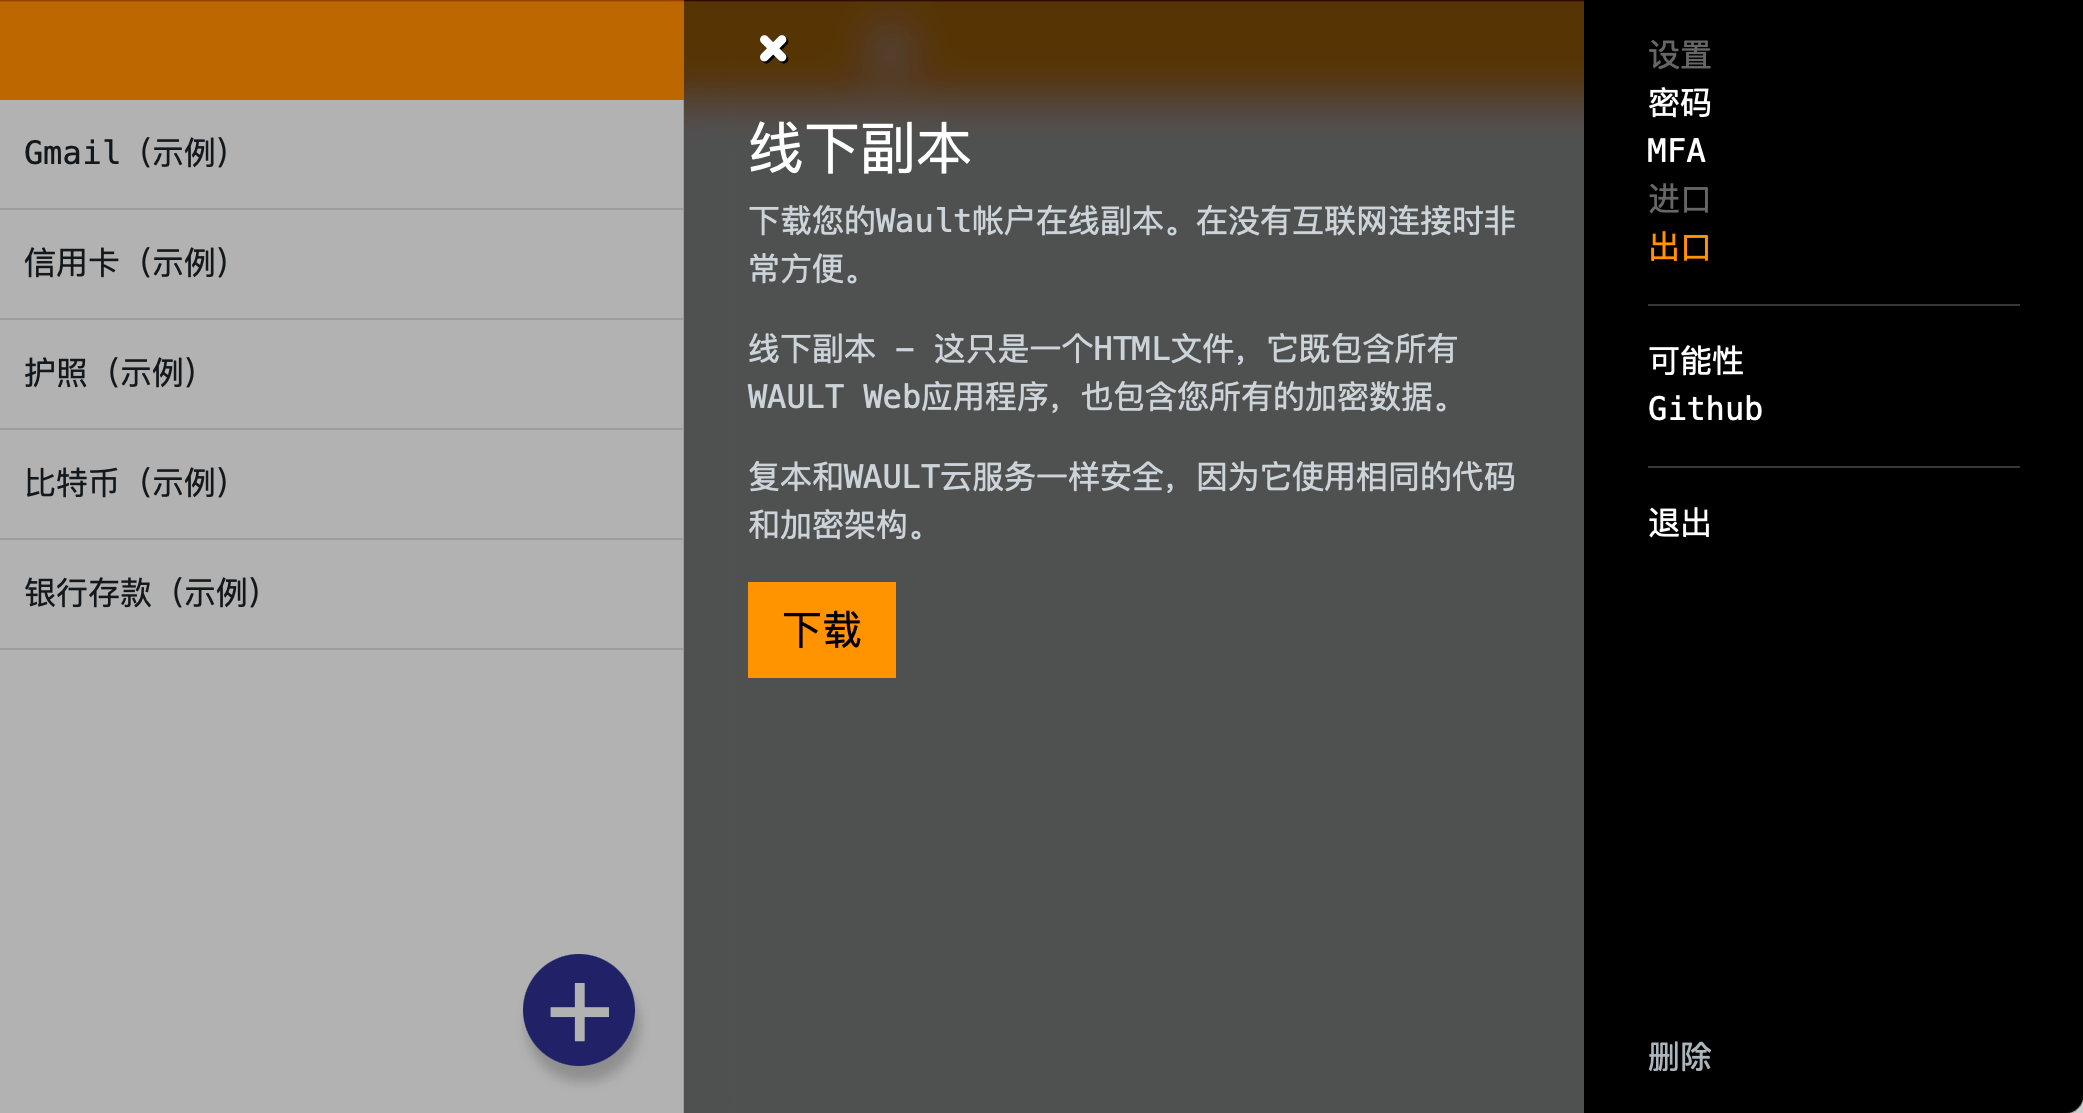 Gmail (示例)
信用卡 (示例)
护照 (示例)
比特币 (示例)
银行存款 (示例)
线下副本
下载您的Wault帐户在线副本。在没有互联网连接时非
常方便。
线下副本 – 这只是一个HTML文件，它既包含所有
WAULT Web应用程序，也包含您所有的加密数据。
复本和WAULT云服务一样安全，因为它使用相同的代码
和加密架构。
下载
设置
密码
MFA
进口
出口
可能性
Github
退出
删除